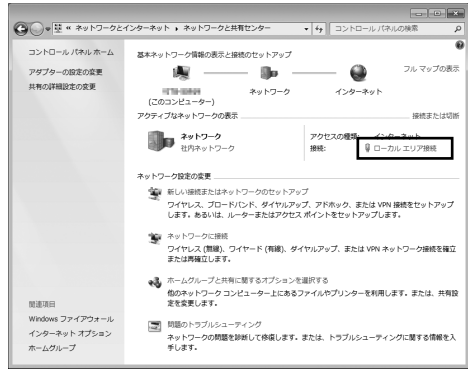 « ネットワークとインターネット ▸ ネットワークと共有センター
コントロール パネルの検索
コントロール パネル ホーム
アダプターの設定の変更
共有の詳細設定の変更
基本ネットワーク情報の表示と接続のセットアップ
フル マップの表示
(このコンピューター)
ネットワーク
インターネット
アクティブなネットワークの表示
接続または切断
ネットワーク
社内ネットワーク
アクセスの種類: インターネット
接続: ローカル エリア接続
ネットワーク設定の変更
新しい接続またはネットワークのセットアップ
ワイヤレス、ブロードバンド、ダイヤルアップ、アドホック、または VPN 接続をセットアップ
します。あるいは、ルーターまたはアクセス ポイントをセットアップします。
ネットワークに接続
ワイヤレス (無線)、ワイヤード (有線)、ダイヤルアップ、または VPN ネットワーク接続を確立
または再確立します。
ホームグループと共有に関するオプションを選択する
他のネットワーク コンピューター上にあるファイルやプリンターを利用します。または、共有設
定を変更します。
問題のトラブルシューティング
ネットワークの問題を診断して修復します。または、トラブルシューティングに関する情報を入
手します。
関連項目
Windows ファイアウォール
インターネット オプション
ホームグループ